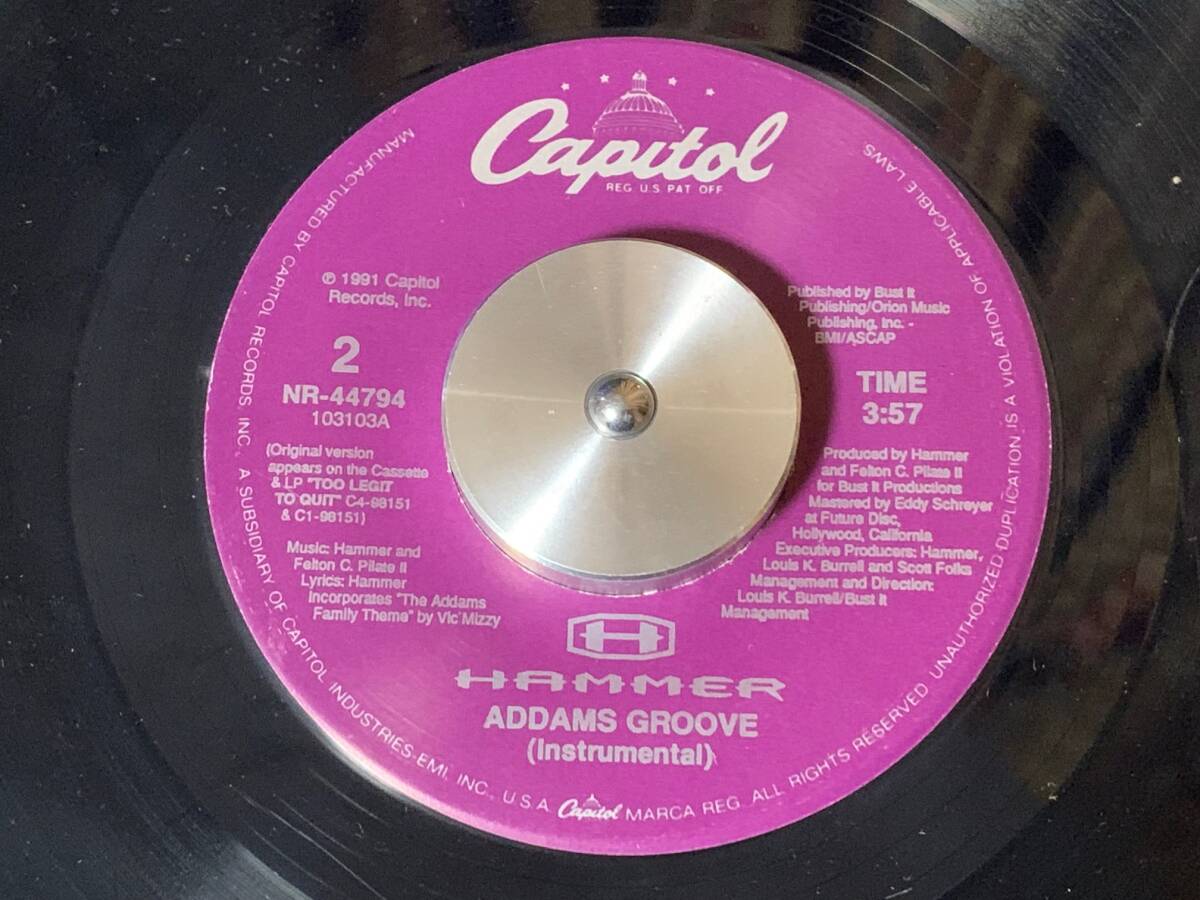 Capitol
REG. U.S. PAT. OFF.
℗ 1991 Capitol
Records, Inc.
2
NR-44794
103103A
(Original version
appears on the Cassette
& LP "TOO LEGIT
TO QUIT" C4-98151
& C1-98151)
Music: Hammer and
Felton C. Pilate II
Lyrics: Hammer
Incorporates "The Addams
Family Theme" by Vic Mizzy
Published by Bust It
Publishing/Orion Music
Publishing, Inc. -
BMI/ASCAP
TIME
3:57
Produced by Hammer
and Felton C. Pilate II
for Bust It Productions
Mastered by Eddy Schreyer
at Future Disc,
Hollywood, California
Executive Producers: Hammer,
Louis K. Burrell and Scott Folks
Management and Direction:
Louis K. Burrell/Bust It
Management
H
HAMMER
ADDAMS GROOVE
(Instrumental)
MANUFACTURED BY CAPITOL RECORDS, INC., A SUBSIDIARY OF CAPITOL INDUSTRIES-EMI, INC., U.S.A. Capitol MARCA REG. ALL RIGHTS RESERVED. UNAUTHORIZED DUPLICATION IS A VIOLATION OF APPLICABLE LAWS.